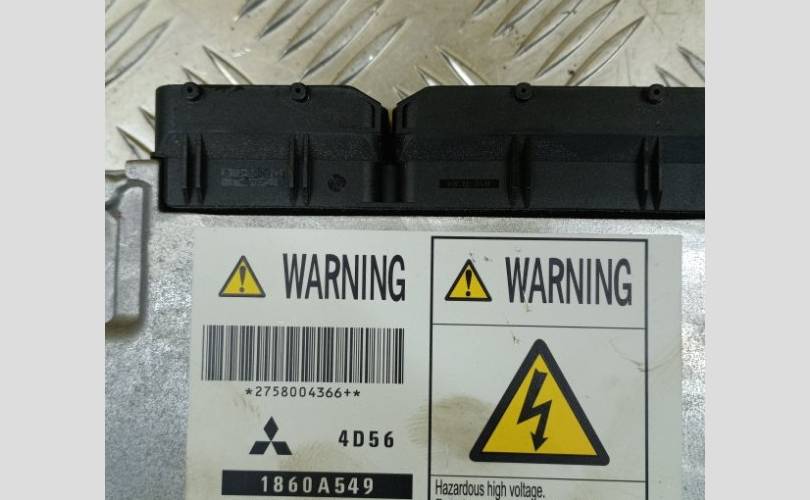 WARNING
*2758004366+*
4D56
1860A549
WARNING
Hazardous high voltage.